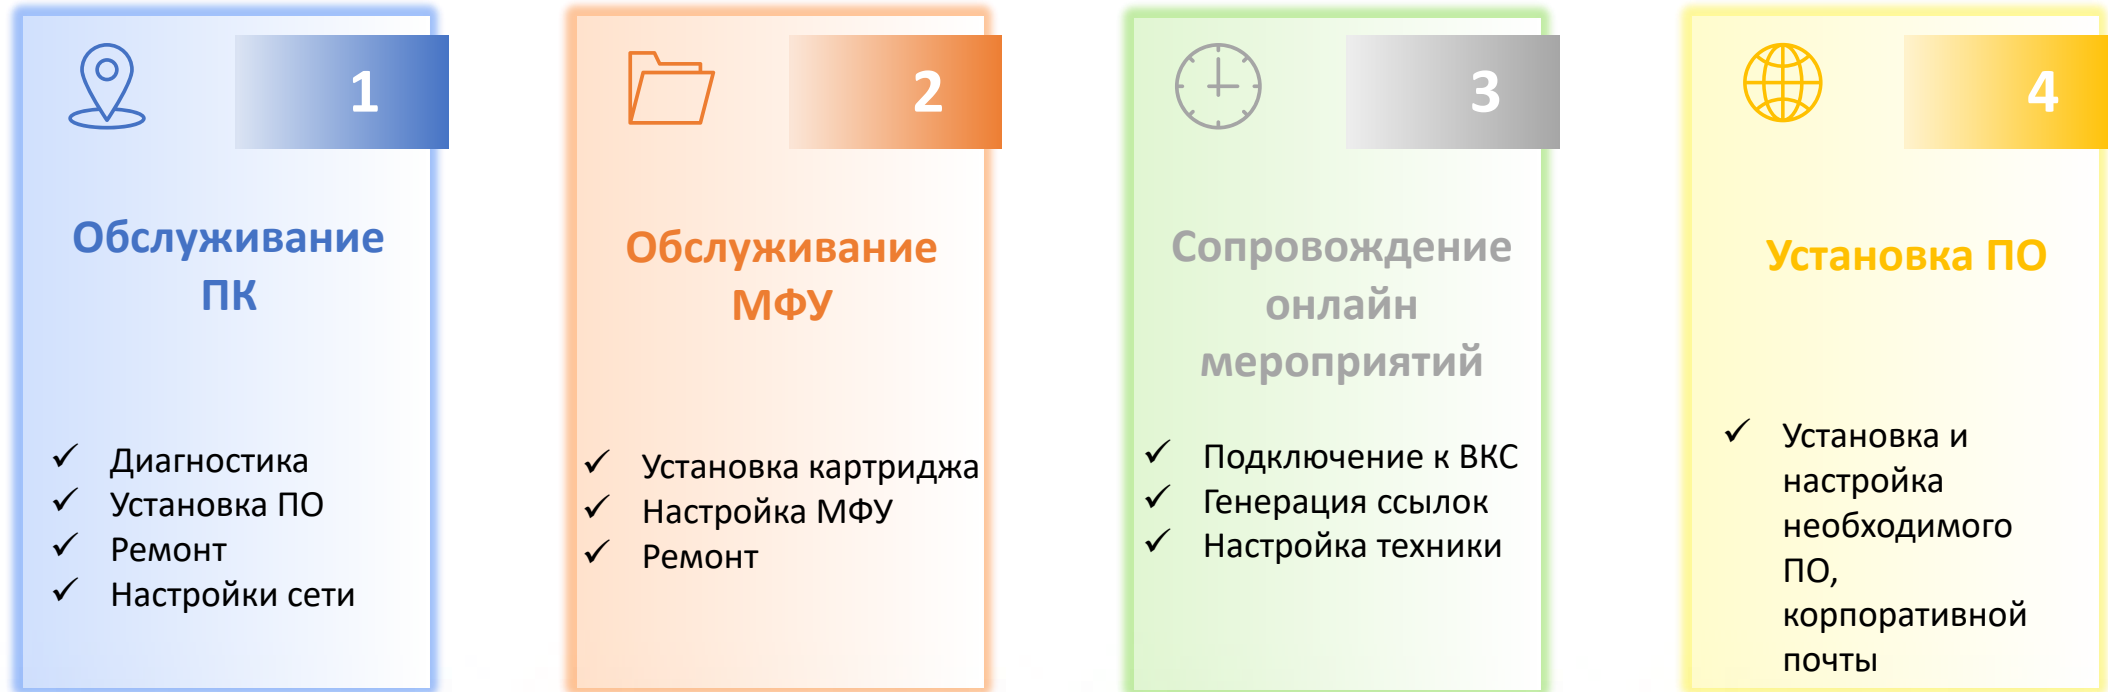 1
Обслуживание
ПК
✓ Диагностика
✓ Установка ПО
✓ Ремонт
✓ Настройки сети
2
Обслуживание
МФУ
✓ Установка картриджа
✓ Настройка МФУ
✓ Ремонт
3
Сопровождение
онлайн
мероприятий
✓ Подключение к ВКС
✓ Генерация ссылок
✓ Настройка техники
4
Установка ПО
✓ Установка и
настройка
необходимого
ПО,
корпоративной
почты